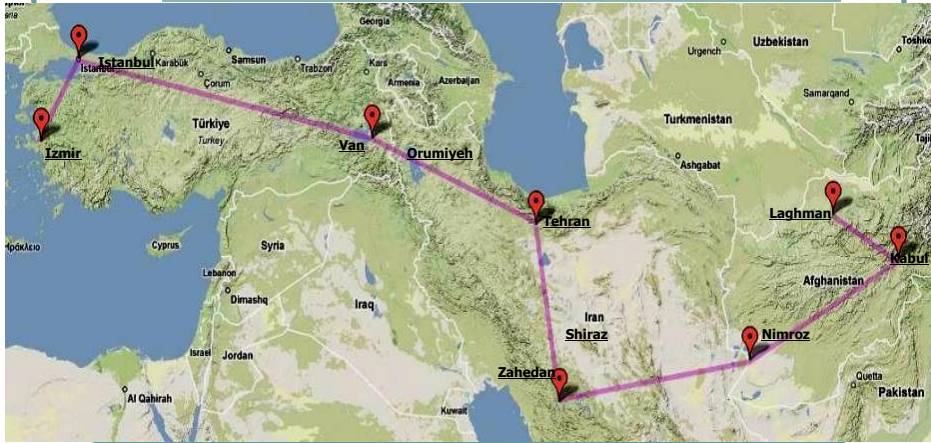 Georgia
Uzbekistan
Toshke
Urgench
Istanbul
İstanbul
Karabük
Samsun
Trabzon
Kars
Armenia
Azerbaijan
Çorum
Samarqand
Türkiye
Turkey
Turkmenistan
Taji
Izmir
Van
Orumiyeh
Ashgabat
Laghman
Tehran
Ηράκλειο
Cyprus
Syria
Kabul
Lebanon
Afghanistan
Dimashq
Iraq
Iran
Shiraz
Nimroz
Israel
Jordan
Zahedan
Quetta
Al Qahirah
Kuwait
Pakistan